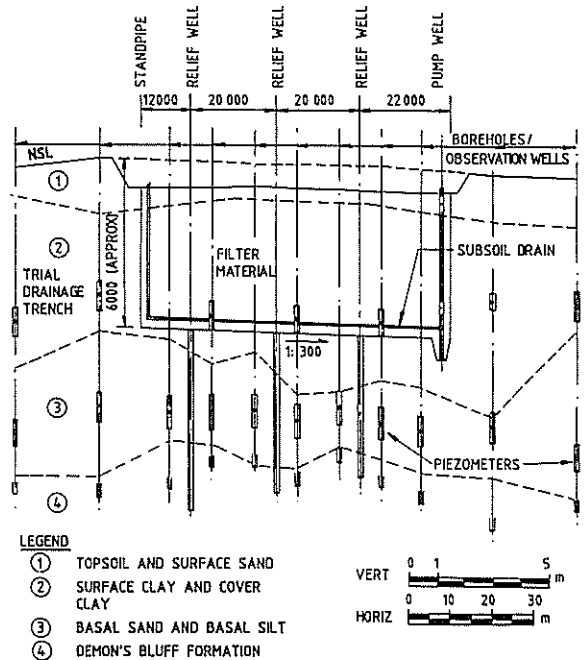 STANDPIPE
RELIEF WELL
RELIEF WELL
RELIEF WELL
PUMP WELL
12000
20 000
20 000
22 000
NSL
BOREHOLES/
OBSERVATION WELLS
1
2
TRIAL
DRAINAGE
TRENCH
6000 (APPROX)
FILTER
MATERIAL
SUBSOIL DRAIN
1: 300
3
PIEZOMETERS
4
LEGEND
1 TOPSOIL AND SURFACE SAND
2 SURFACE CLAY AND COVER
CLAY
3 BASAL SAND AND BASAL SILT
4 DEMON'S BLUFF FORMATION
VERT 0 1 5 m
HORIZ 0 10 20 30 m